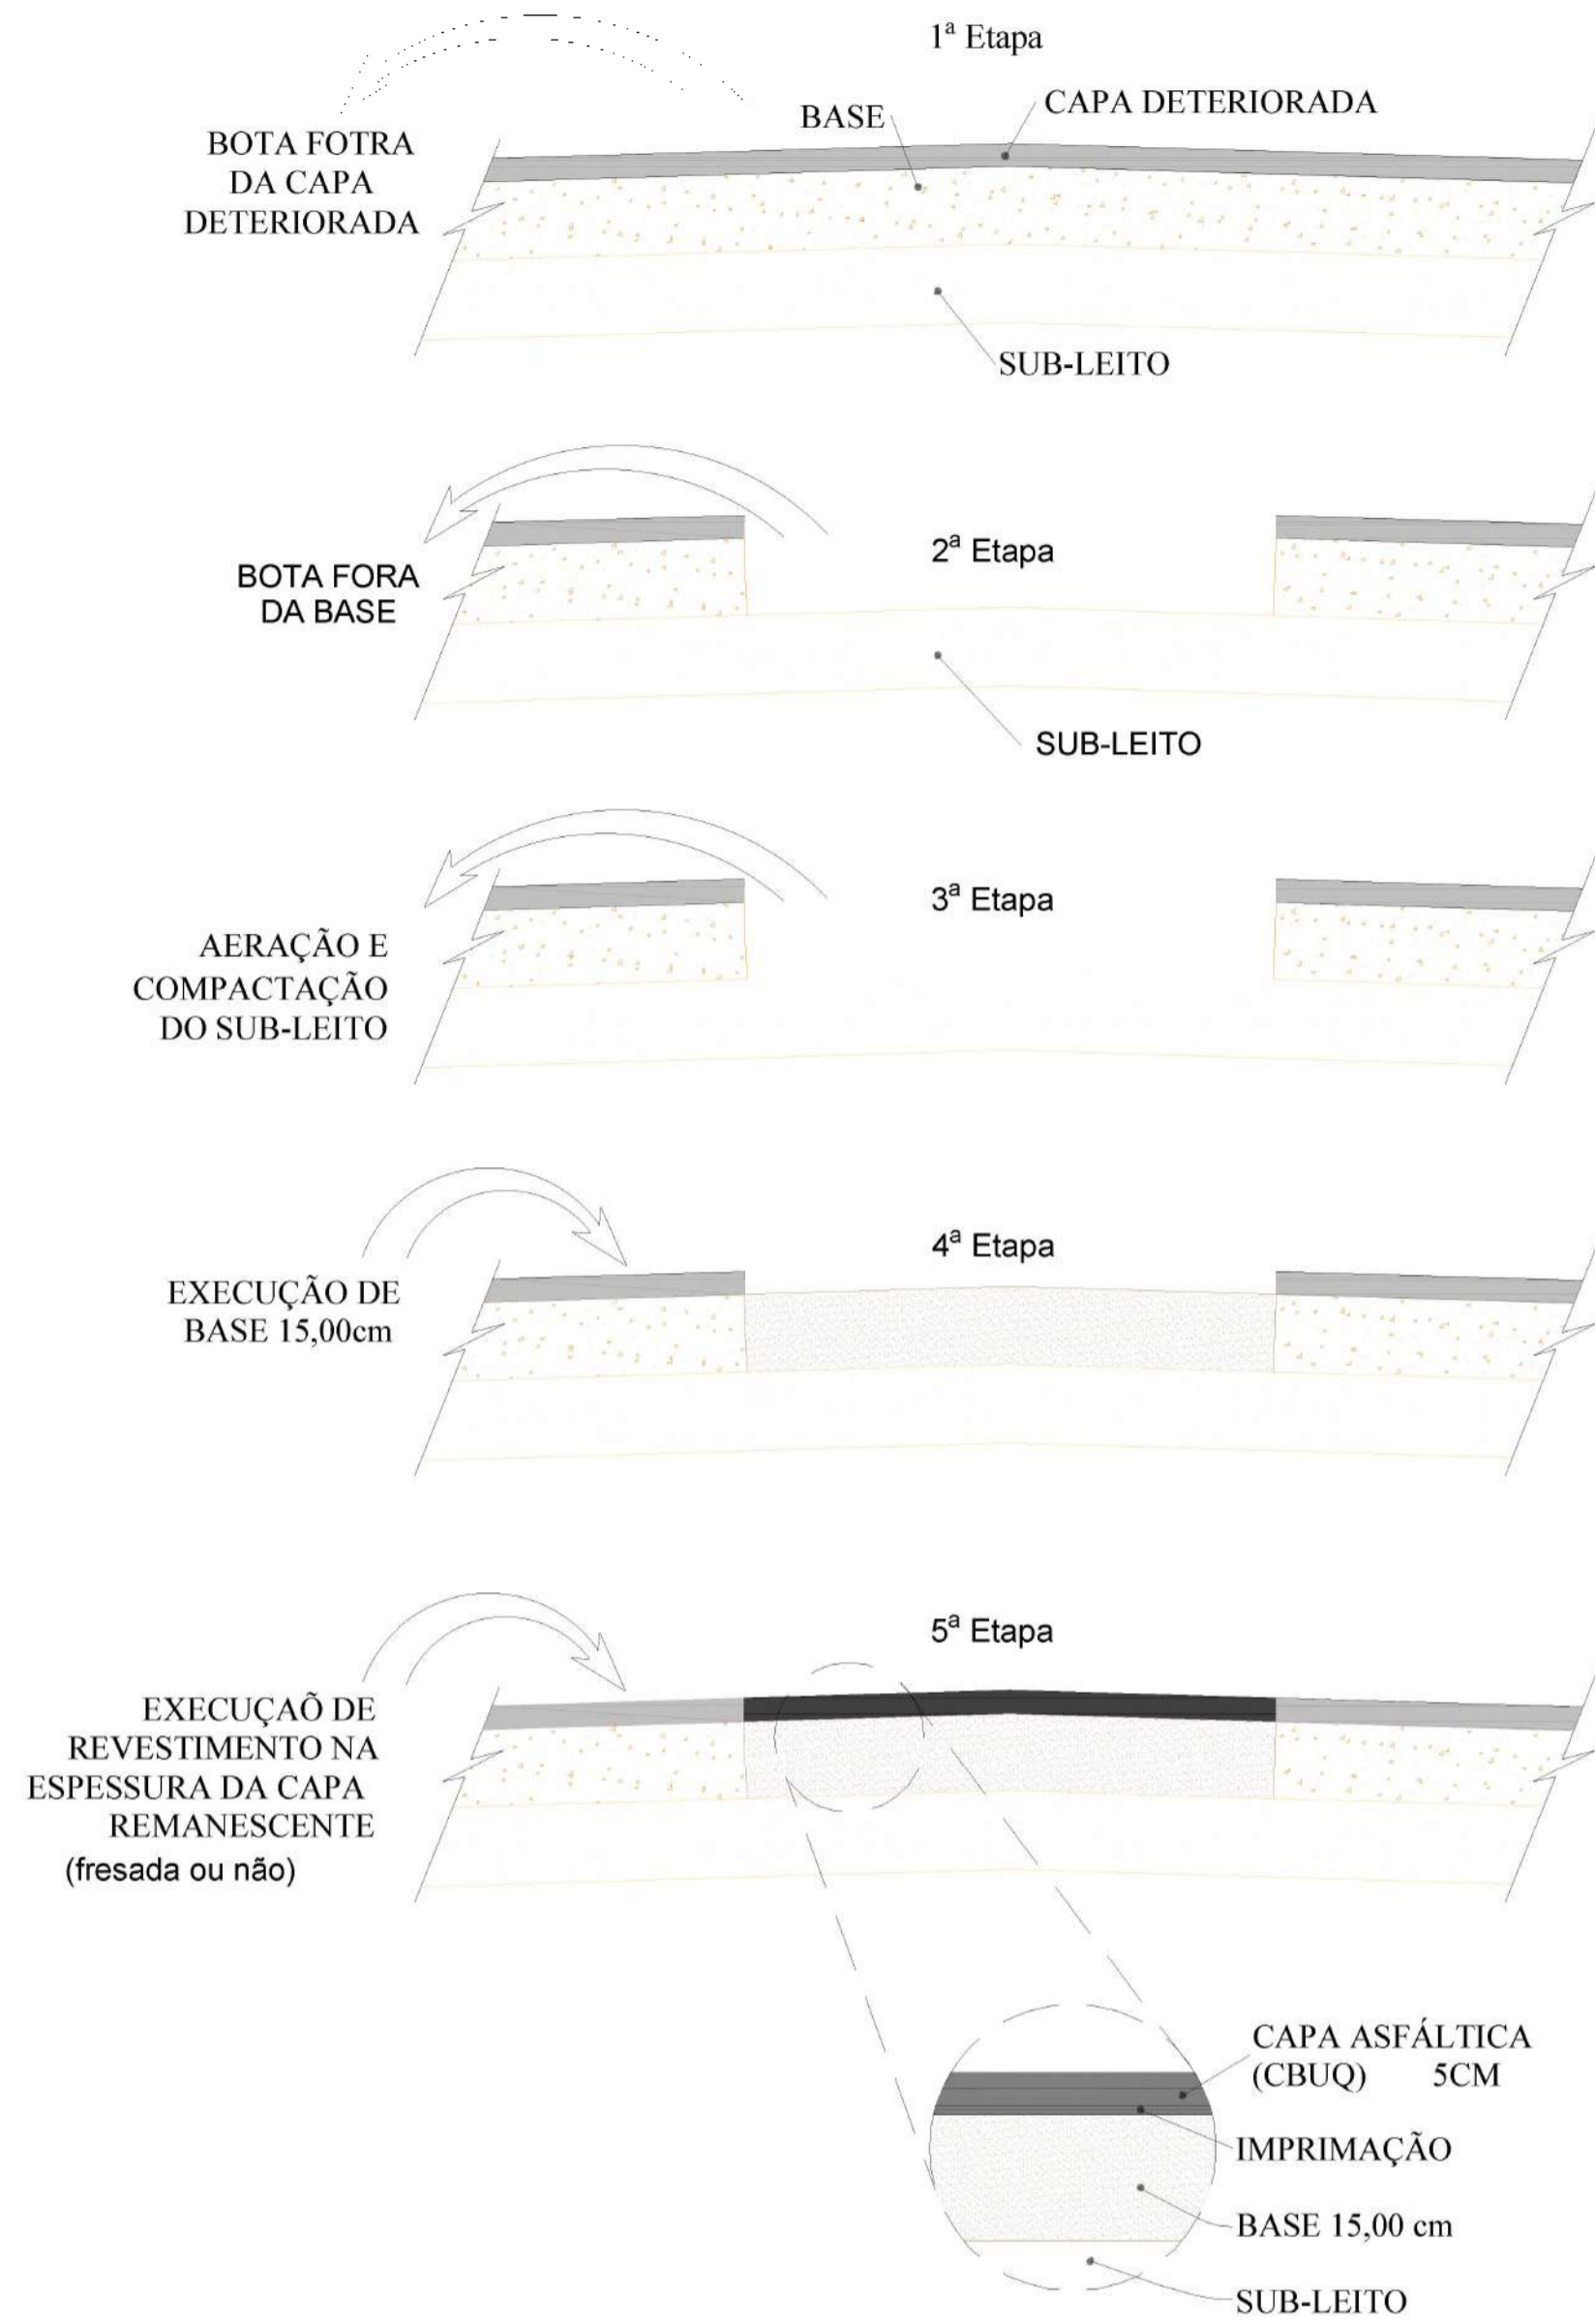 1ª Etapa
BASE
CAPA DETERIORADA
BOTA FOTRA
DA CAPA
DETERIORADA
SUB-LEITO
2ª Etapa
BOTA FORA
DA BASE
SUB-LEITO
3ª Etapa
AERAÇÃO E
COMPACTAÇÃO
DO SUB-LEITO
4ª Etapa
EXECUÇÃO DE
BASE 15,00cm
5ª Etapa
EXECUÇAÕ DE
REVESTIMENTO NA
ESPESSURA DA CAPA
REMANESCENTE
(fresada ou não)
CAPA ASFÁLTICA
(CBUQ) 5CM
IMPRIMAÇÃO
BASE 15,00 cm
SUB-LEITO